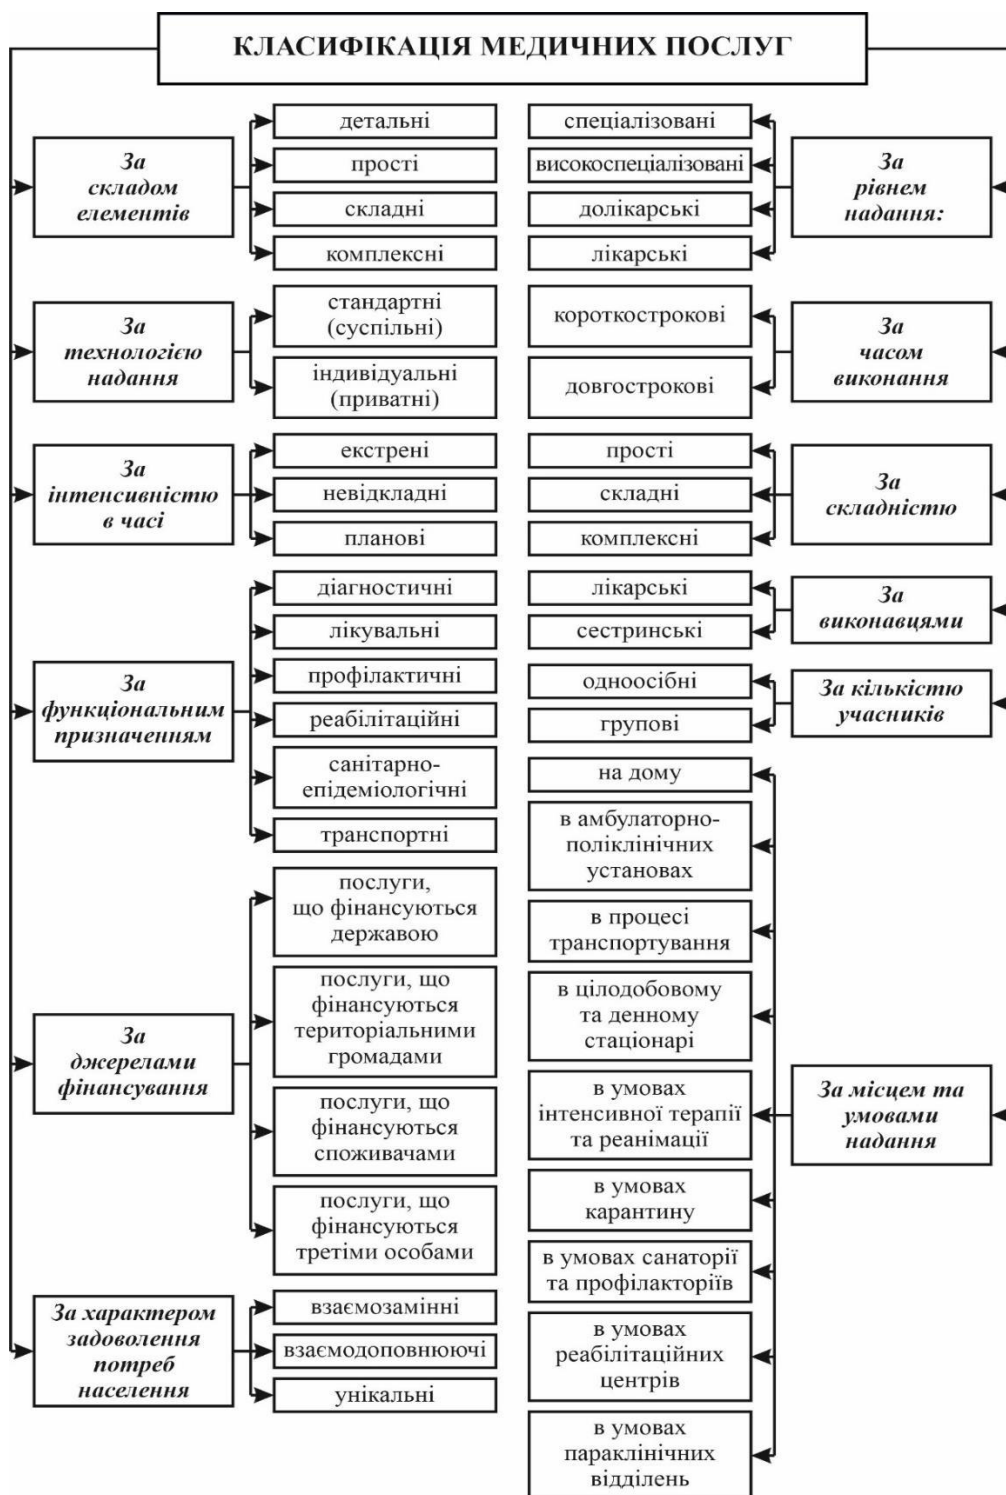 КЛАСИФІКАЦІЯ МЕДИЧНИХ ПОСЛУГ
За
складом
елементів
детальні
прості
складні
комплексні
За
технологією
надання
стандартні
(суспільні)
індивідуальні
(приватні)
За
інтенсивністю
в часі
екстрені
невідкладні
планові
За
функціональним
призначенням
діагностичні
лікувальні
профілактичні
реабілітаційні
санітарно-
епідеміологічні
транспортні
За
джерелами
фінансування
послуги,
що фінансуються
державою
послуги, що
фінансуються
територіальними
громадами
послуги, що
фінансуються
споживачами
послуги, що
фінансуються
третіми особами
За характером
задоволення
потреб
населення
взаємозамінні
взаємодоповнюючі
унікальні
За
рівнем
надання:
спеціалізовані
високоспеціалізовані
долікарські
лікарські
За
часом
виконання
короткострокові
довгострокові
За
складністю
прості
складні
комплексні
За
виконавцями
лікарські
сестринські
За кількістю
учасників
одноосібні
групові
За місцем та
умовами
надання
на дому
в амбулаторно-
поліклінічних
установах
в процесі
транспортування
в цілодобовому
та денному
стаціонарі
в умовах
інтенсивної терапії
та реанімації
в умовах
карантину
в умовах санаторії
та профілакторіїв
в умовах
реабілітаційних
центрів
в умовах
параклінічних
відділень